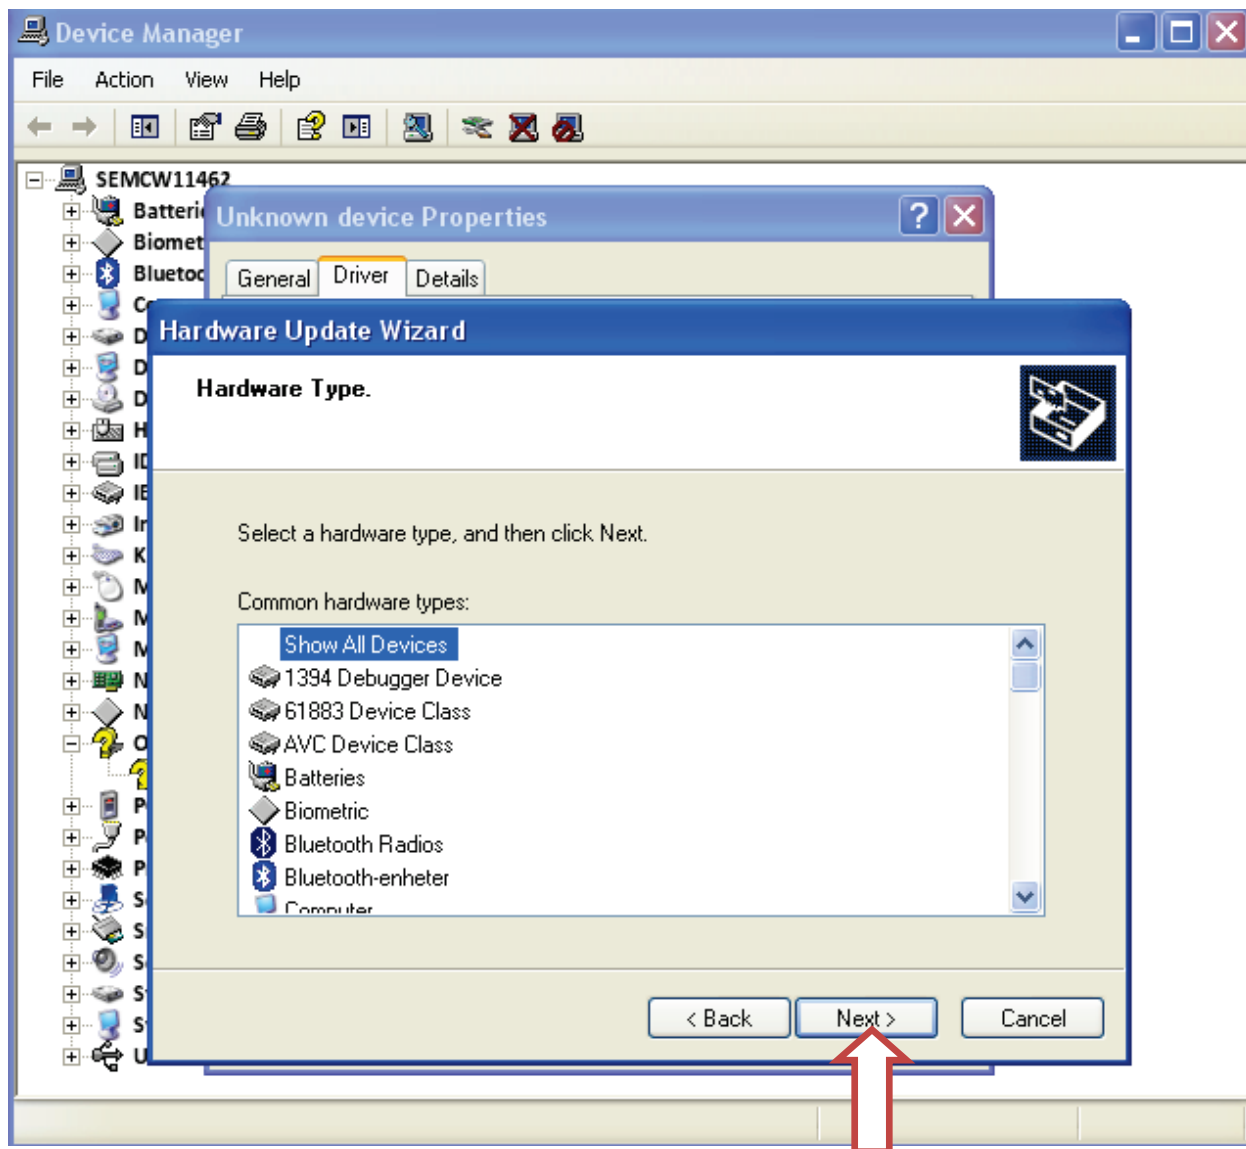 Device Manager
File Action View Help
SEMCW11462
Unknown device Properties
General Driver Details
Hardware Update Wizard
Hardware Type.
Select a hardware type, and then click Next.
Common hardware types:
Show All Devices
1394 Debugger Device
61883 Device Class
AVC Device Class
Batteries
Biometric
Bluetooth Radios
Bluetooth-enheter
Computer
< Back Next > Cancel